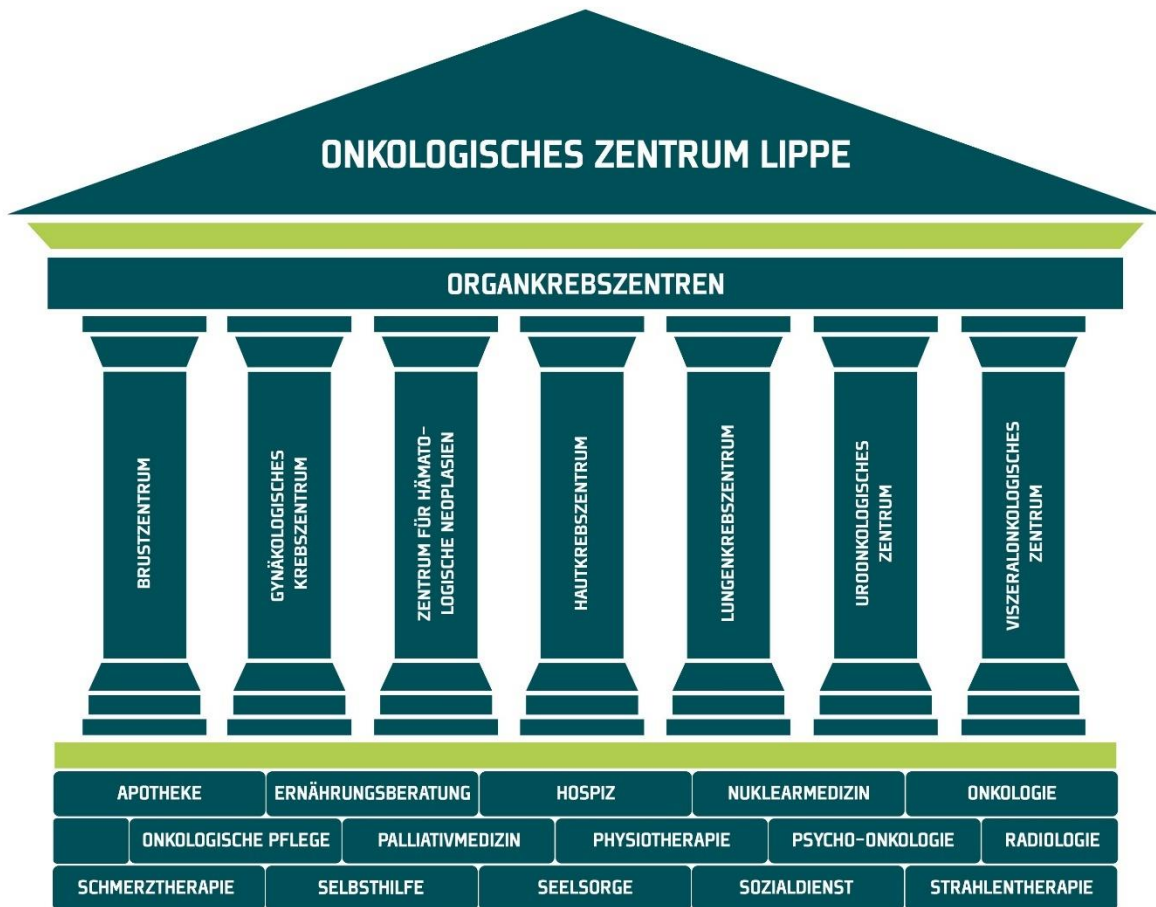 ONKOLOGISCHES ZENTRUM LIPPE
ORGANKREBSZENTREN
BRUSTZENTRUM
GYNÄKOLOGISCHES
KREBSZENTRUM
ZENTRUM FÜR HÄMATO-
LOGISCHE NEOPLASIEN
HAUTKREBSZENTRUM
LUNGENKREBSZENTRUM
UROONKOLOGISCHES
ZENTRUM
VISZERALONKOLOGISCHES
ZENTRUM
APOTHEKE ERNÄHRUNGSBERATUNG HOSPIZ NUKLEARMEDIZIN ONKOLOGIE
ONKOLOGISCHE PFLEGE PALLIATIVMEDIZIN PHYSIOTHERAPIE PSYCHO-ONKOLOGIE RADIOLOGIE
SCHMERZTHERAPIE SELBSTHILFE SEELSORGE SOZIALDIENST STRAHLENTHERAPIE